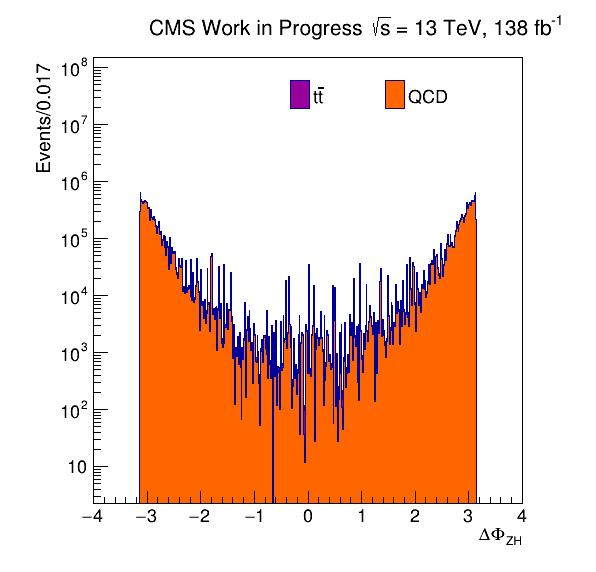 CMS Work in Progress √s = 13 TeV, 138 fb⁻¹
Events/0.017
tt̄
QCD
10⁸
10⁷
10⁶
10⁵
10⁴
10³
10²
10
−4 −3 −2 −1 0 1 2 3 4
ΔΦ_ZH